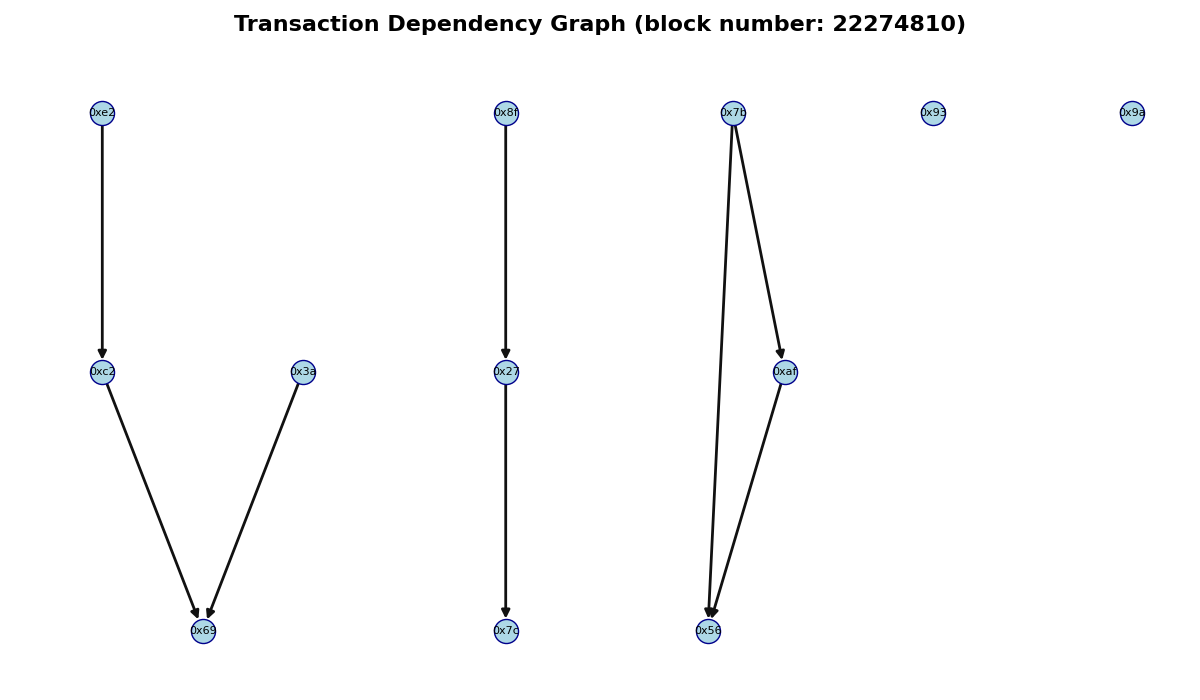 Transaction Dependency Graph (block number: 22274810)
0xe2
0x8f
0x7b
0x93
0x9a
0xc2
0x3a
0x27
0xaf
0x69
0x7c
0x56